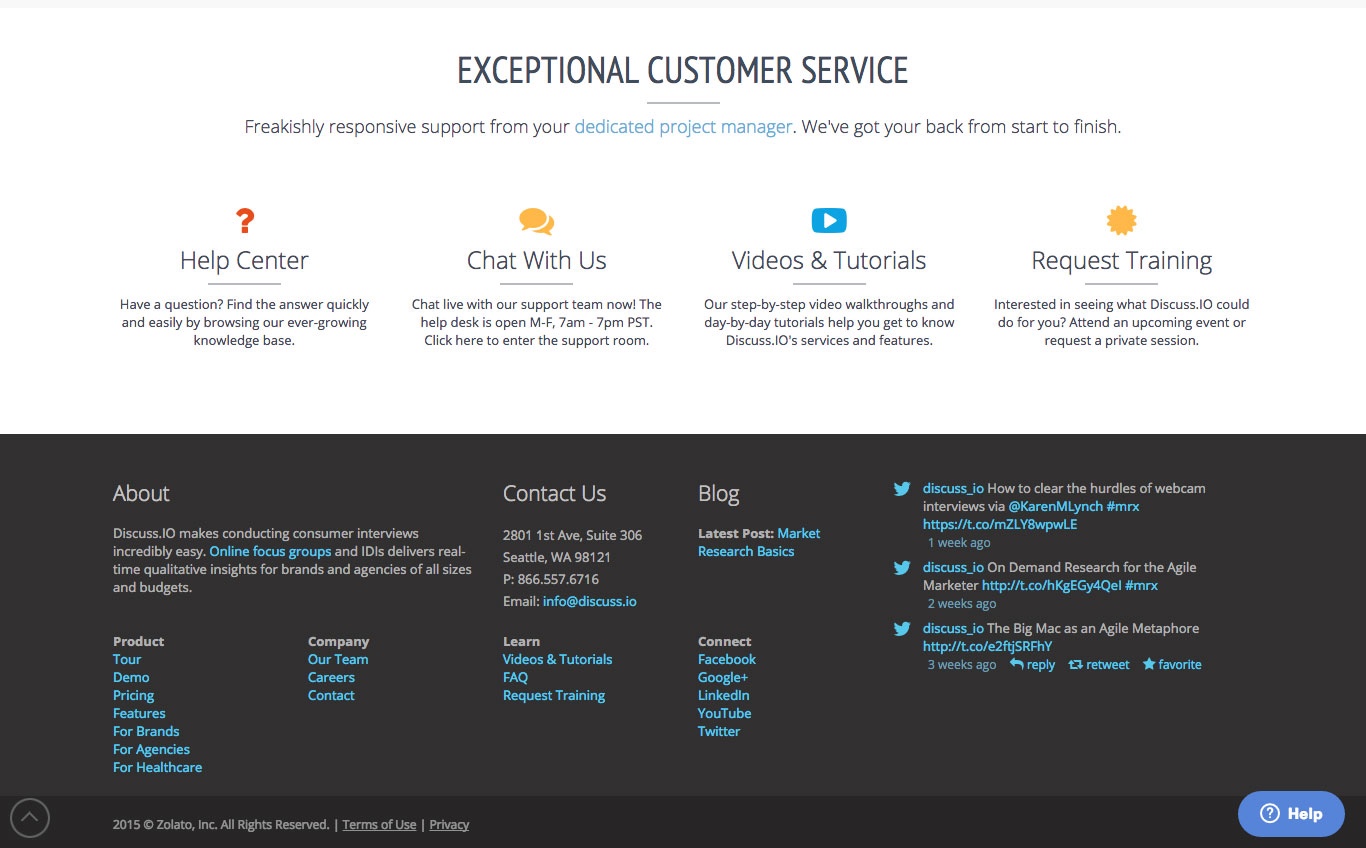 EXCEPTIONAL CUSTOMER SERVICE
Freakishly responsive support from your dedicated project manager. We've got your back from start to finish.
?
Help Center
Have a question? Find the answer quickly
and easily by browsing our ever-growing
knowledge base.
Chat With Us
Chat live with our support team now! The
help desk is open M-F, 7am - 7pm PST.
Click here to enter the support room.
Videos & Tutorials
Our step-by-step video walkthroughs and
day-by-day tutorials help you get to know
Discuss.IO's services and features.
Request Training
Interested in seeing what Discuss.IO could
do for you? Attend an upcoming event or
request a private session.
About
Discuss.IO makes conducting consumer interviews
incredibly easy. Online focus groups and IDIs delivers real-
time qualitative insights for brands and agencies of all sizes
and budgets.
Contact Us
2801 1st Ave, Suite 306
Seattle, WA 98121
P: 866.557.6716
Email: info@discuss.io
Blog
Latest Post: Market
Research Basics
discuss_io How to clear the hurdles of webcam
interviews via @KarenMLynch #mrx
https://t.co/mZLY8wpwLE
1 week ago
discuss_io On Demand Research for the Agile
Marketer http://t.co/hKgEGy4QeI #mrx
2 weeks ago
discuss_io The Big Mac as an Agile Metaphore
http://t.co/e2ftjSRFhY
3 weeks ago reply retweet favorite
Product
Tour
Demo
Pricing
Features
For Brands
For Agencies
For Healthcare
Company
Our Team
Careers
Contact
Learn
Videos & Tutorials
FAQ
Request Training
Connect
Facebook
Google+
LinkedIn
YouTube
Twitter
2015 © Zolato, Inc. All Rights Reserved. | Terms of Use | Privacy
? Help